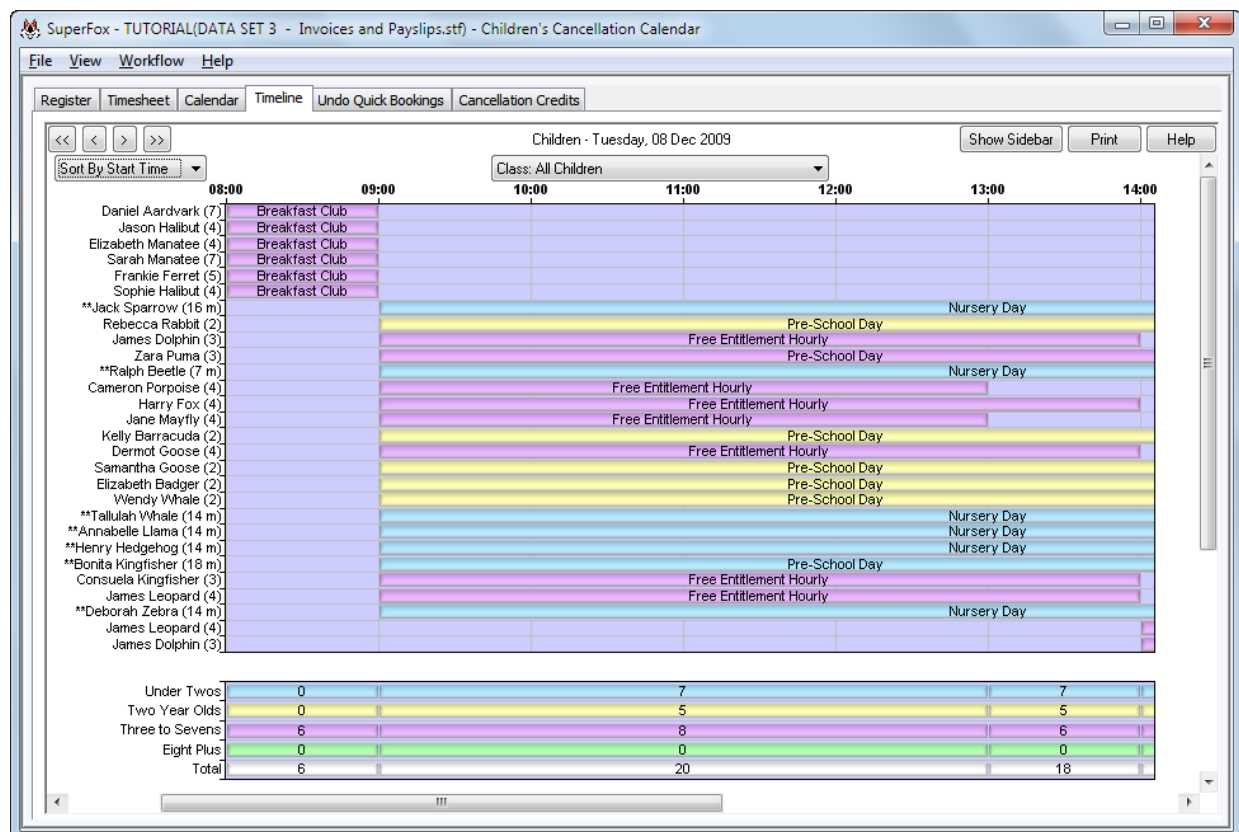 SuperFox - TUTORIAL(DATA SET 3 - Invoices and Payslips.stf) - Children's Cancellation Calendar
File View Workflow Help
Register Timesheet Calendar Timeline Undo Quick Bookings Cancellation Credits
<< < > >> Children - Tuesday, 08 Dec 2009 Show Sidebar Print Help
Sort By Start Time Class: All Children
08:00 09:00 10:00 11:00 12:00 13:00 14:00
Daniel Aardvark (7) Breakfast Club
Jason Halibut (4) Breakfast Club
Elizabeth Manatee (4) Breakfast Club
Sarah Manatee (7) Breakfast Club
Frankie Ferret (5) Breakfast Club
Sophie Halibut (4) Breakfast Club
**Jack Sparrow (16 m) Nursery Day
Rebecca Rabbit (2) Pre-School Day
James Dolphin (3) Free Entitlement Hourly
Zara Puma (3) Pre-School Day
**Ralph Beetle (7 m) Nursery Day
Cameron Porpoise (4) Free Entitlement Hourly
Harry Fox (4) Free Entitlement Hourly
Jane Mayfly (4) Free Entitlement Hourly
Kelly Barracuda (2) Pre-School Day
Dermot Goose (4) Free Entitlement Hourly
Samantha Goose (2) Pre-School Day
Elizabeth Badger (2) Pre-School Day
Wendy Whale (2) Pre-School Day
**Tallulah Whale (14 m) Nursery Day
**Annabelle Llama (14 m) Nursery Day
**Henry Hedgehog (14 m) Nursery Day
**Bonita Kingfisher (18 m) Pre-School Day
Consuela Kingfisher (3) Free Entitlement Hourly
James Leopard (4) Free Entitlement Hourly
**Deborah Zebra (14 m) Nursery Day
James Leopard (4)
James Dolphin (3)
Under Twos 0 7 7
Two Year Olds 0 5 5
Three to Sevens 6 8 6
Eight Plus 0 0 0
Total 6 20 18